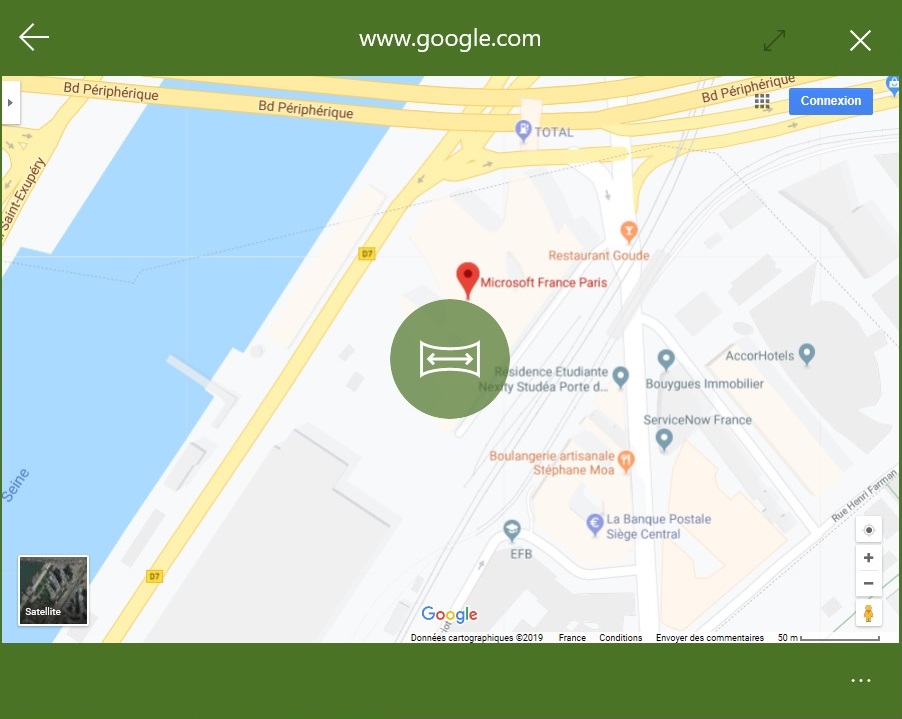 www.google.com
Bd Périphérique
Bd Périphérique
Bd Périphérique
Connexion
TOTAL
Saint-Exupéry
D7
Restaurant Goude
Microsoft France Paris
AccorHotels
Résidence Etudiante
Nexity Studéa Porte d...
Bouygues Immobilier
ServiceNow France
Boulangerie artisanale
Stéphane Moa
Seine
Rue Henri Farman
La Banque Postale
Siège Central
EFB
D7
Satellite
Google
Données cartographiques ©2019 France Conditions Envoyer des commentaires 50 m